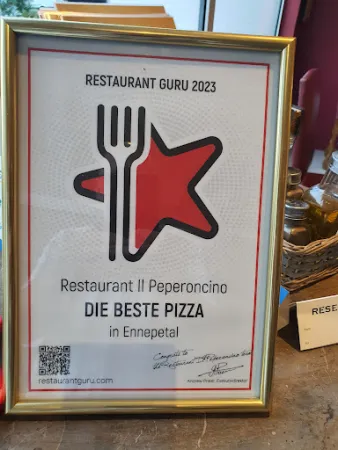 RESTAURANT GURU 2023
Restaurant Il Peperoncino
DIE BESTE PIZZA
in Ennepetal
restaurantguru.com
RESE